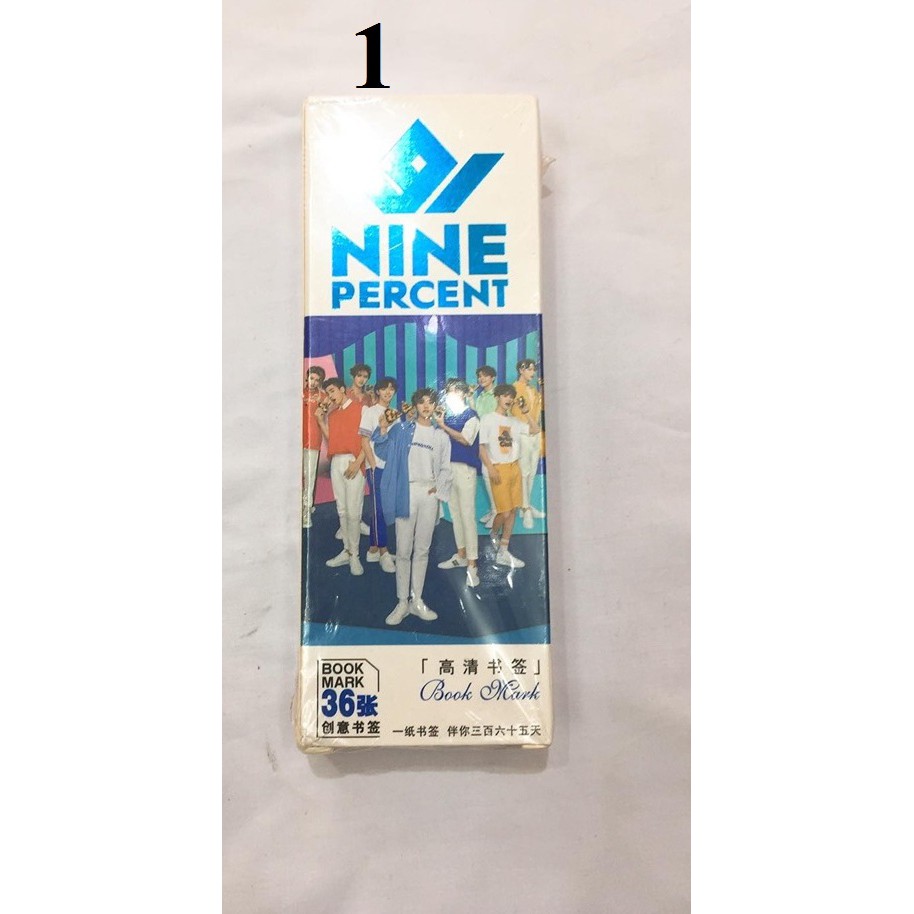 1
NINE
PERCENT
BOOK
MARK
36张
创意书签
「高清书签」
Book Mark
一纸书签 伴你三百六十五天